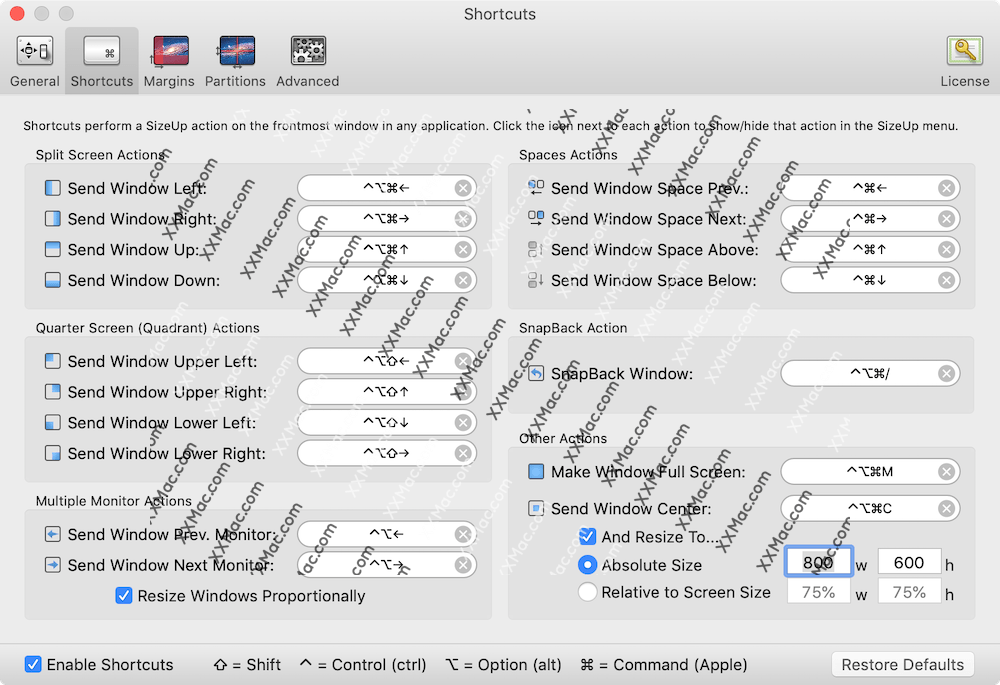 Shortcuts
General
Shortcuts
Margins
Partitions
Advanced
License
Shortcuts perform a SizeUp action on the frontmost window in any application. Click the icon next to each action to show/hide that action in the SizeUp menu.
Split Screen Actions
Send Window Left: ⌃⌥⌘←
Send Window Right: ⌃⌥⌘→
Send Window Up: ⌃⌥⌘↑
Send Window Down: ⌃⌥⌘↓
Quarter Screen (Quadrant) Actions
Send Window Upper Left: ⌃⌥⇧←
Send Window Upper Right: ⌃⌥⇧↑
Send Window Lower Left: ⌃⌥⇧↓
Send Window Lower Right: ⌃⌥⇧→
Multiple Monitor Actions
Send Window Prev. Monitor: ⌃⌥←
Send Window Next Monitor: ⌃⌥→
Resize Windows Proportionally
Spaces Actions
Send Window Space Prev.: ⌃⌘←
Send Window Space Next: ⌃⌘→
Send Window Space Above: ⌃⌘↑
Send Window Space Below: ⌃⌘↓
SnapBack Action
SnapBack Window: ⌃⌥⌘/
Other Actions
Make Window Full Screen: ⌃⌥⌘M
Send Window Center: ⌃⌥⌘C
And Resize To...
Absolute Size 800 w 600 h
Relative to Screen Size 75% w 75% h
Enable Shortcuts ⇧ = Shift ⌃ = Control (ctrl) ⌥ = Option (alt) ⌘ = Command (Apple) Restore Defaults
XXMac.com